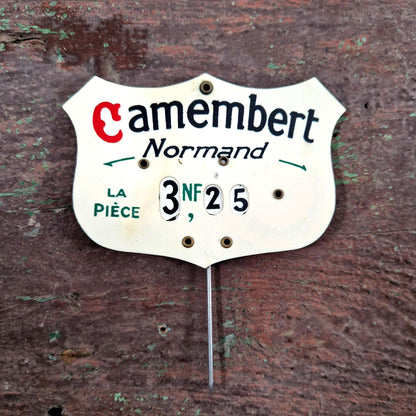 Camembert
Normand
LA
PIÈCE
3NF,25